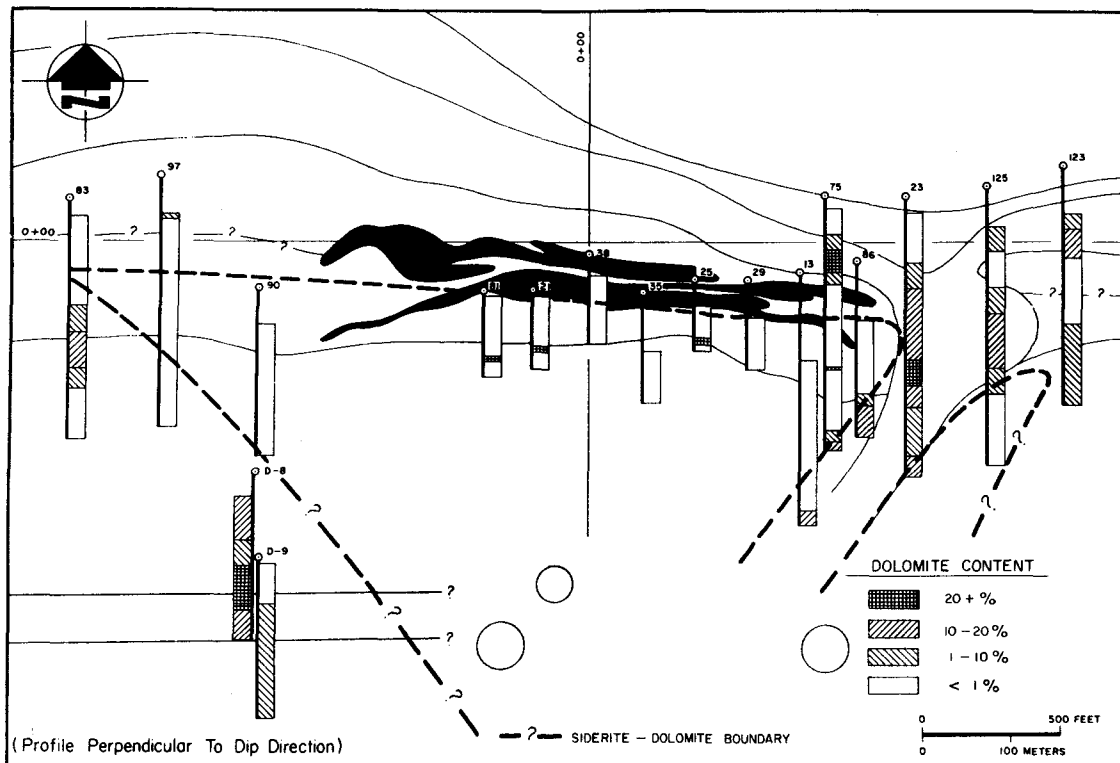 0+00
N
83
97
0+00
?
?
?
90
38
25
29
35
13
75
86
23
125
123
?
?
D-8
D-9
?
?
?
?
?
?
?
?
DOLOMITE CONTENT
20 + %
10 - 20 %
1 - 10 %
< 1 %
0 500 FEET
0 100 METERS
(Profile Perpendicular To Dip Direction)
? SIDERITE - DOLOMITE BOUNDARY